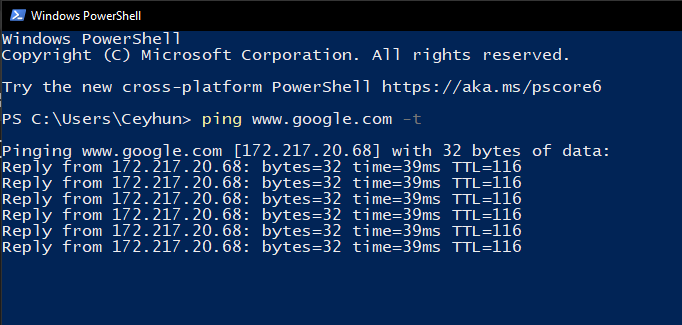 Windows PowerShell
Windows PowerShell
Copyright (C) Microsoft Corporation. All rights reserved.
Try the new cross-platform PowerShell https://aka.ms/pscore6
PS C:\Users\Ceyhun> ping www.google.com -t
Pinging www.google.com [172.217.20.68] with 32 bytes of data:
Reply from 172.217.20.68: bytes=32 time=39ms TTL=116
Reply from 172.217.20.68: bytes=32 time=39ms TTL=116
Reply from 172.217.20.68: bytes=32 time=39ms TTL=116
Reply from 172.217.20.68: bytes=32 time=39ms TTL=116
Reply from 172.217.20.68: bytes=32 time=39ms TTL=116
Reply from 172.217.20.68: bytes=32 time=39ms TTL=116